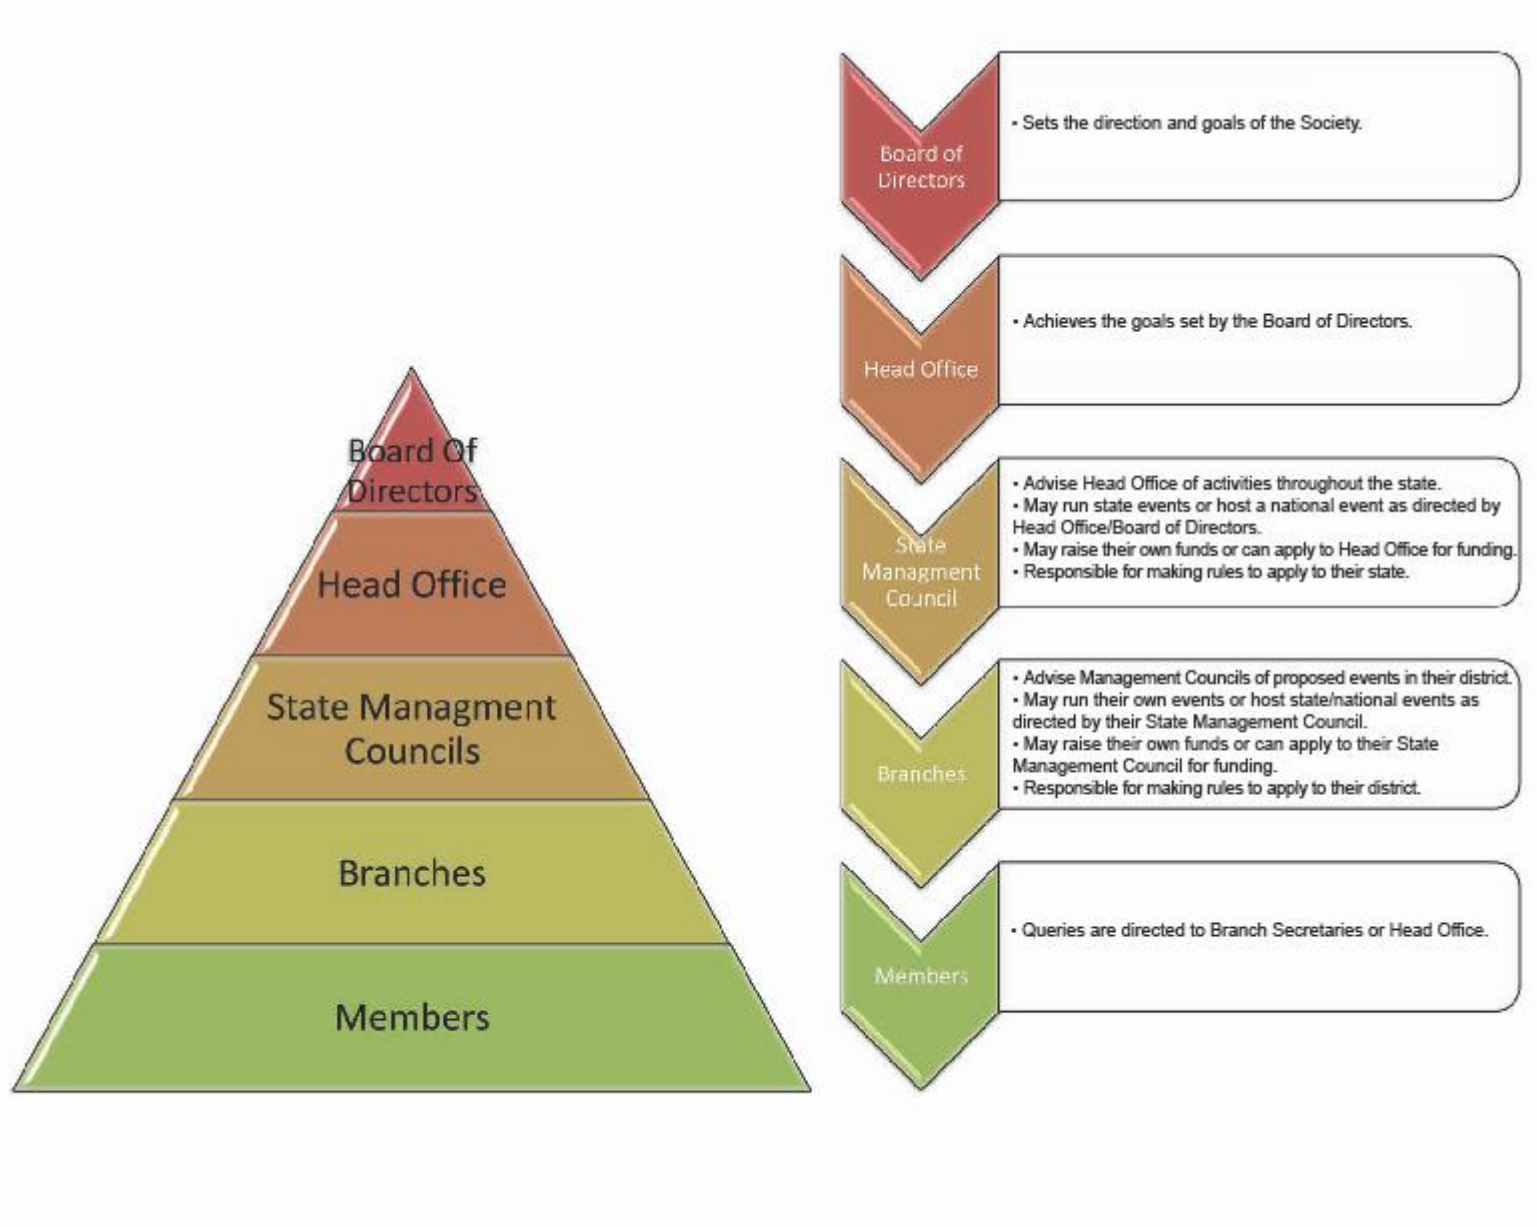 Board Of
Directors
Head Office
State Managment
Councils
Branches
Members
Board of
Directors
• Sets the direction and goals of the Society.
Head Office
• Achieves the goals set by the Board of Directors.
State
Managment
Council
• Advise Head Office of activities throughout the state.
• May run state events or host a national event as directed by
Head Office/Board of Directors.
• May raise their own funds or can apply to Head Office for funding.
• Responsible for making rules to apply to their state.
Branches
• Advise Management Councils of proposed events in their district.
• May run their own events or host state/national events as
directed by their State Management Council.
• May raise their own funds or can apply to their State
Management Council for funding.
• Responsible for making rules to apply to their district.
Members
• Queries are directed to Branch Secretaries or Head Office.